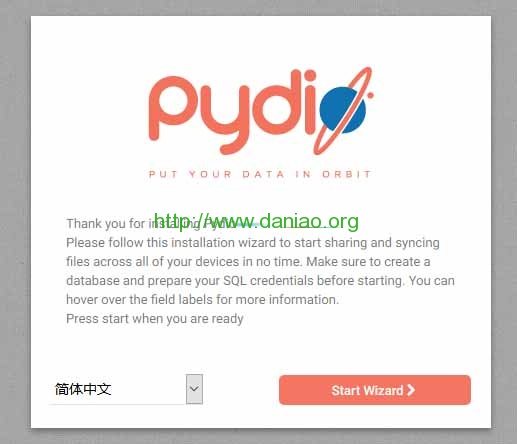 pydio
PUT YOUR DATA IN ORBIT
Thank you for installing Pydio
http://www.daniao.org
Please follow this installation wizard to start sharing and syncing
files across all of your devices in no time. Make sure to create a
database and prepare your SQL credentials before starting. You can
hover over the field labels for more information.
Press start when you are ready
简体中文
Start Wizard